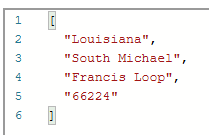 1 [
2 "Louisiana",
3 "South Michael",
4 "Francis Loop",
5 "66224"
6 ]